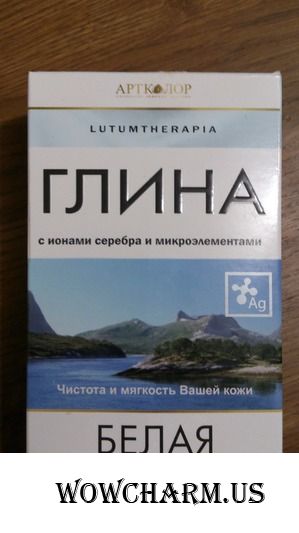 АРТКОЛОР
LUTUMTHERAPIA
ГЛИНА
с ионами серебра и микроэлементами
Ag
Чистота и мягкость Вашей кожи
БЕЛАЯ
WOWCHARM.US